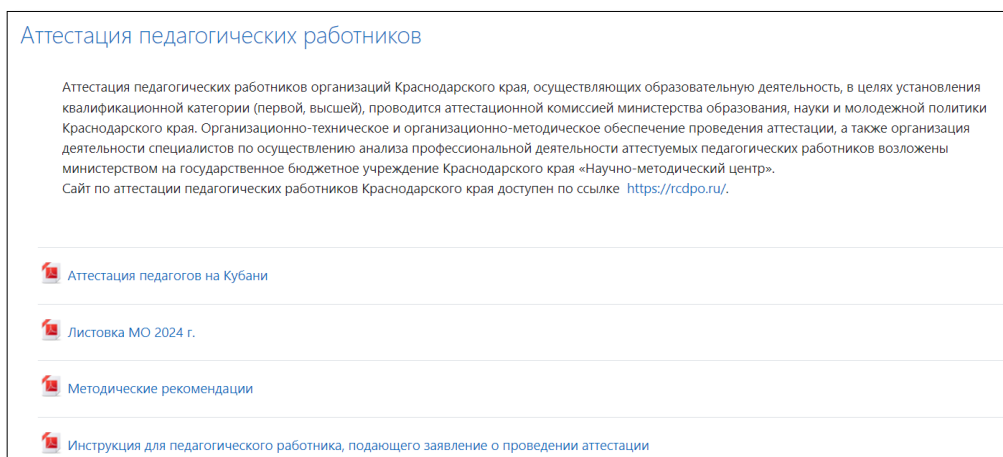 Аттестация педагогических работников
Аттестация педагогических работников организаций Краснодарского края, осуществляющих образовательную деятельность, в целях установления
квалификационной категории (первой, высшей), проводится аттестационной комиссией министерства образования, науки и молодежной политики
Краснодарского края. Организационно-техническое и организационно-методическое обеспечение проведения аттестации, а также организация
деятельности специалистов по осуществлению анализа профессиональной деятельности аттестуемых педагогических работников возложены
министерством на государственное бюджетное учреждение Краснодарского края «Научно-методический центр».
Сайт по аттестации педагогических работников Краснодарского края доступен по ссылке https://rcdpo.ru/.
Аттестация педагогов на Кубани
Листовка МО 2024 г.
Методические рекомендации
Инструкция для педагогического работника, подающего заявление о проведении аттестации